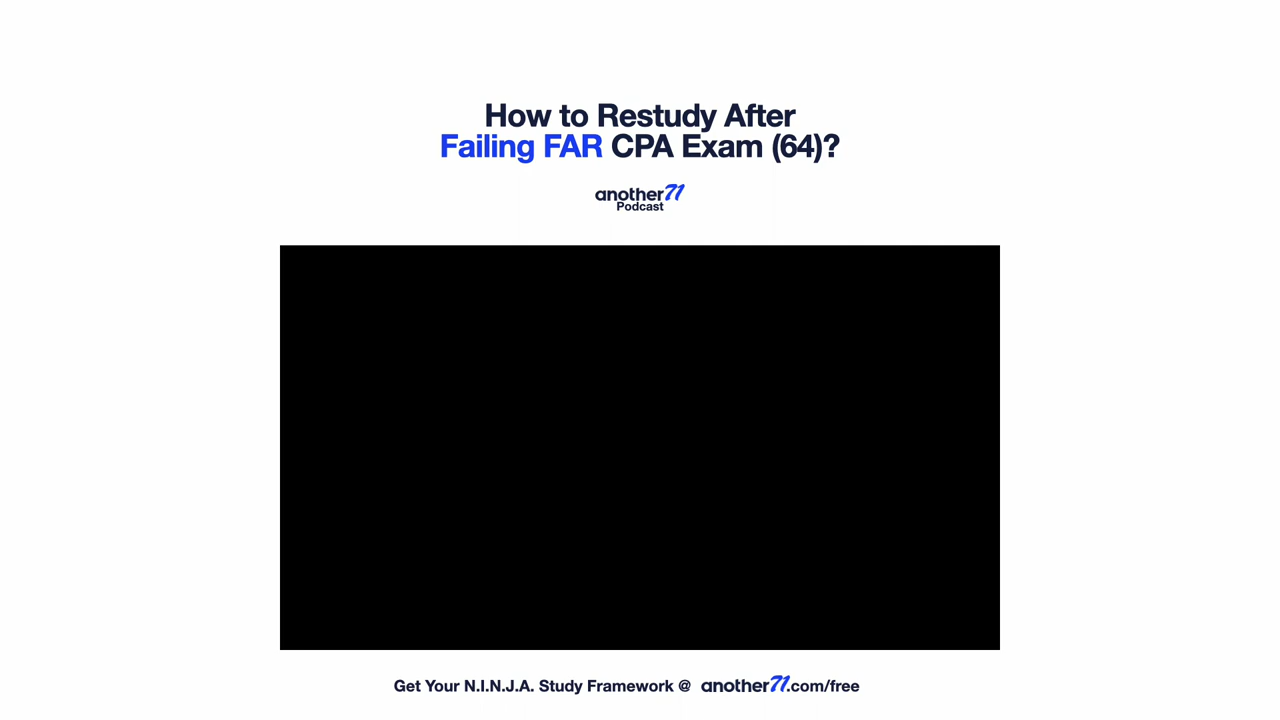 How to Restudy After
Failing FAR CPA Exam (64)?
another71
Podcast
Get Your N.I.N.J.A. Study Framework @ another71.com/free